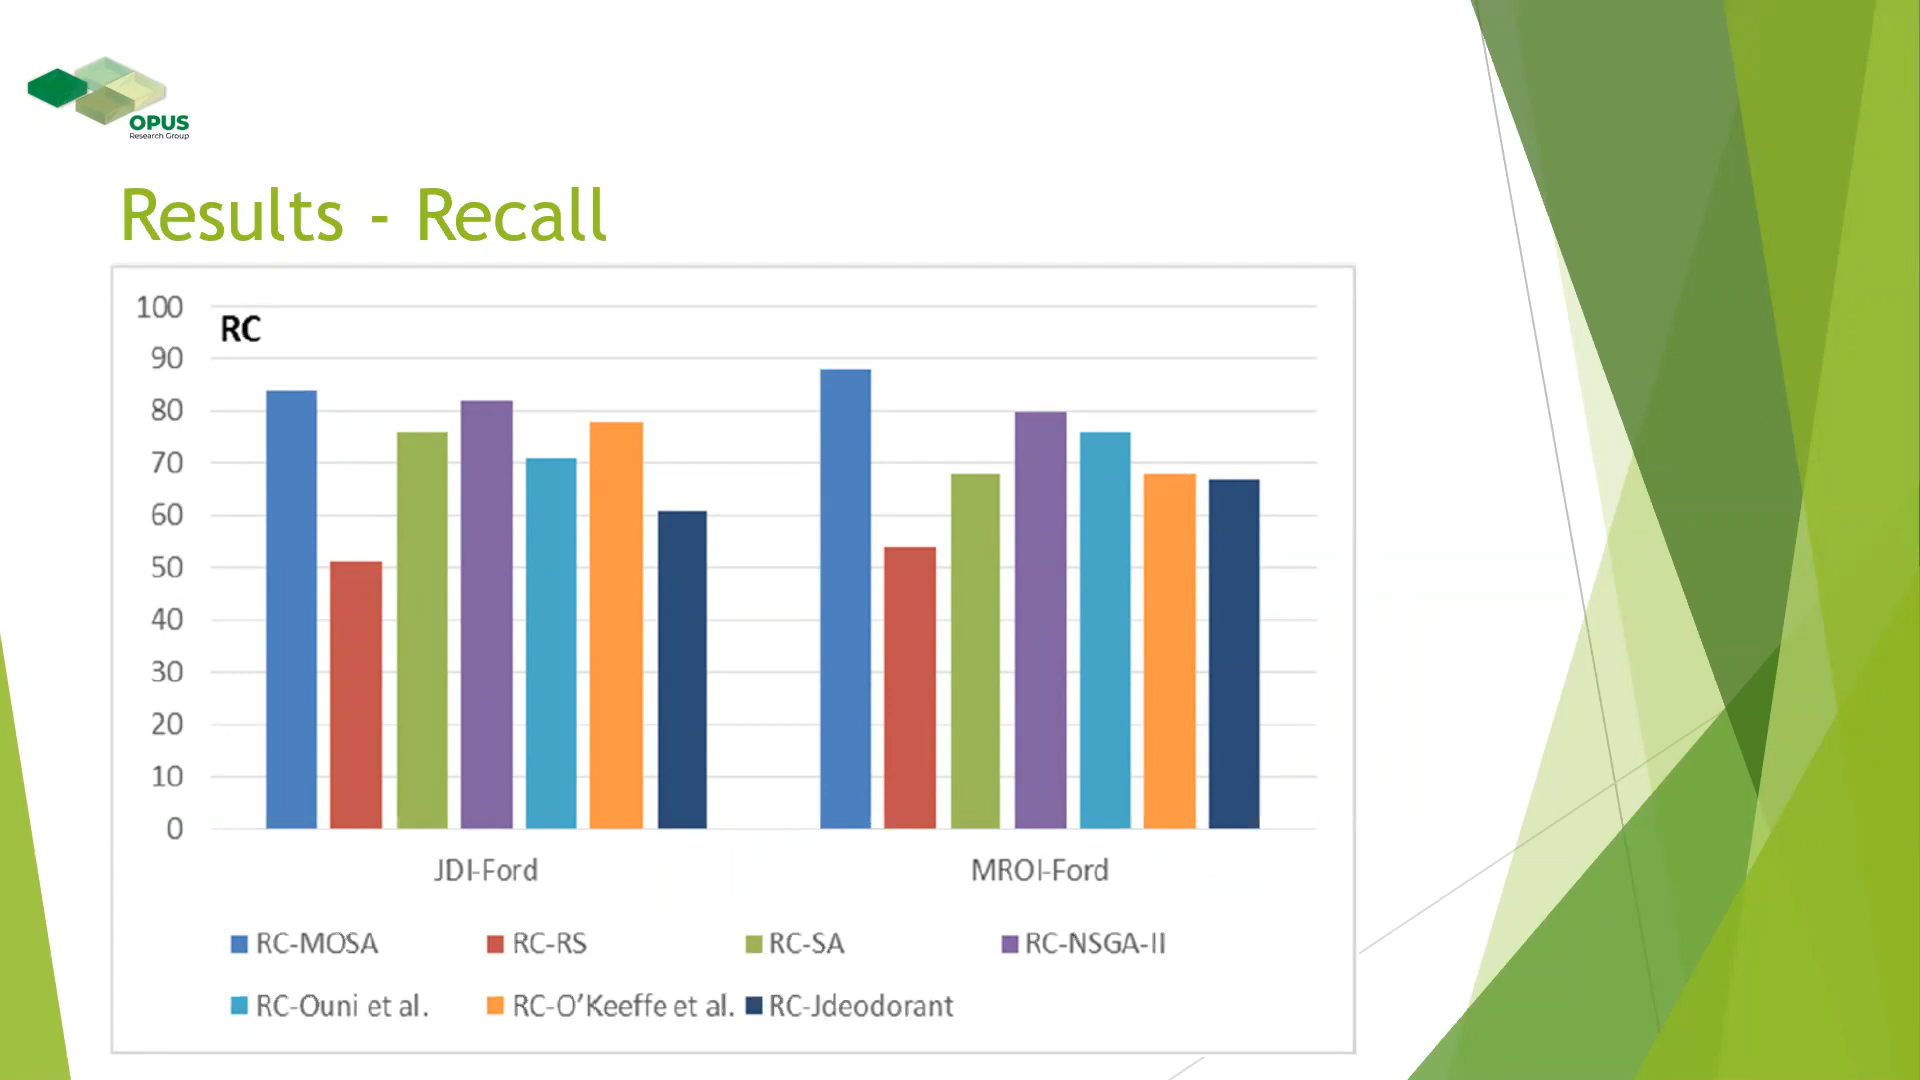 OPUS
Research Group
Results - Recall
RC
100
90
80
70
60
50
40
30
20
10
0
JDI-Ford MROI-Ford
RC-MOSA RC-RS RC-SA RC-NSGA-II
RC-Ouni et al. RC-O’Keeffe et al. RC-Jdeodorant